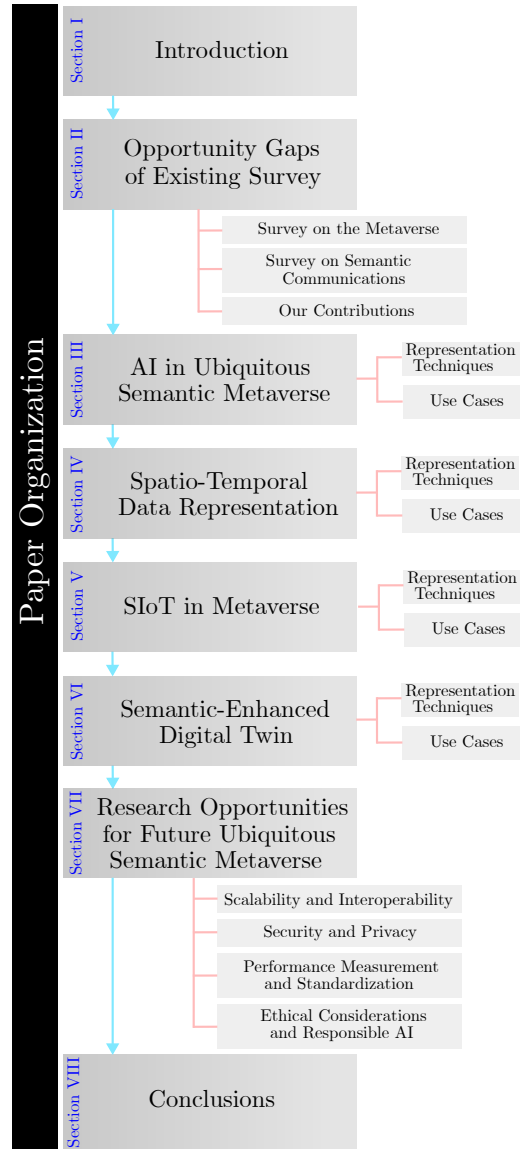 Paper Organization
Section I
Introduction
Section II
Opportunity Gaps
of Existing Survey
Survey on the Metaverse
Survey on Semantic
Communications
Our Contributions
Section III
AI in Ubiquitous
Semantic Metaverse
Representation
Techniques
Use Cases
Section IV
Spatio-Temporal
Data Representation
Representation
Techniques
Use Cases
Section V
SIoT in Metaverse
Representation
Techniques
Use Cases
Section VI
Semantic-Enhanced
Digital Twin
Representation
Techniques
Use Cases
Section VII
Research Opportunities
for Future Ubiquitous
Semantic Metaverse
Scalability and Interoperability
Security and Privacy
Performance Measurement
and Standardization
Ethical Considerations
and Responsible AI
Section VIII
Conclusions